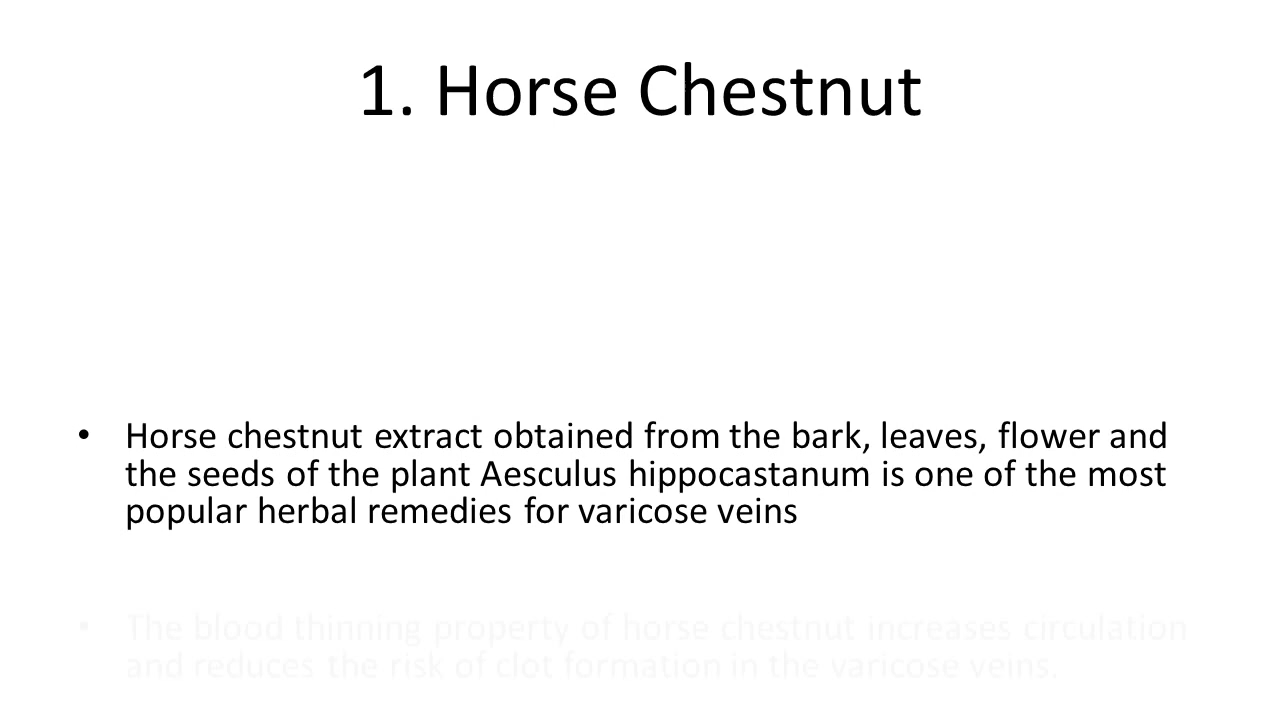 1. Horse Chestnut
• Horse chestnut extract obtained from the bark, leaves, flower and
the seeds of the plant Aesculus hippocastanum is one of the most
popular herbal remedies for varicose veins
• The blood thinning property of horse chestnut increases circulation
and reduces the risk of clot formation in the varicose veins.